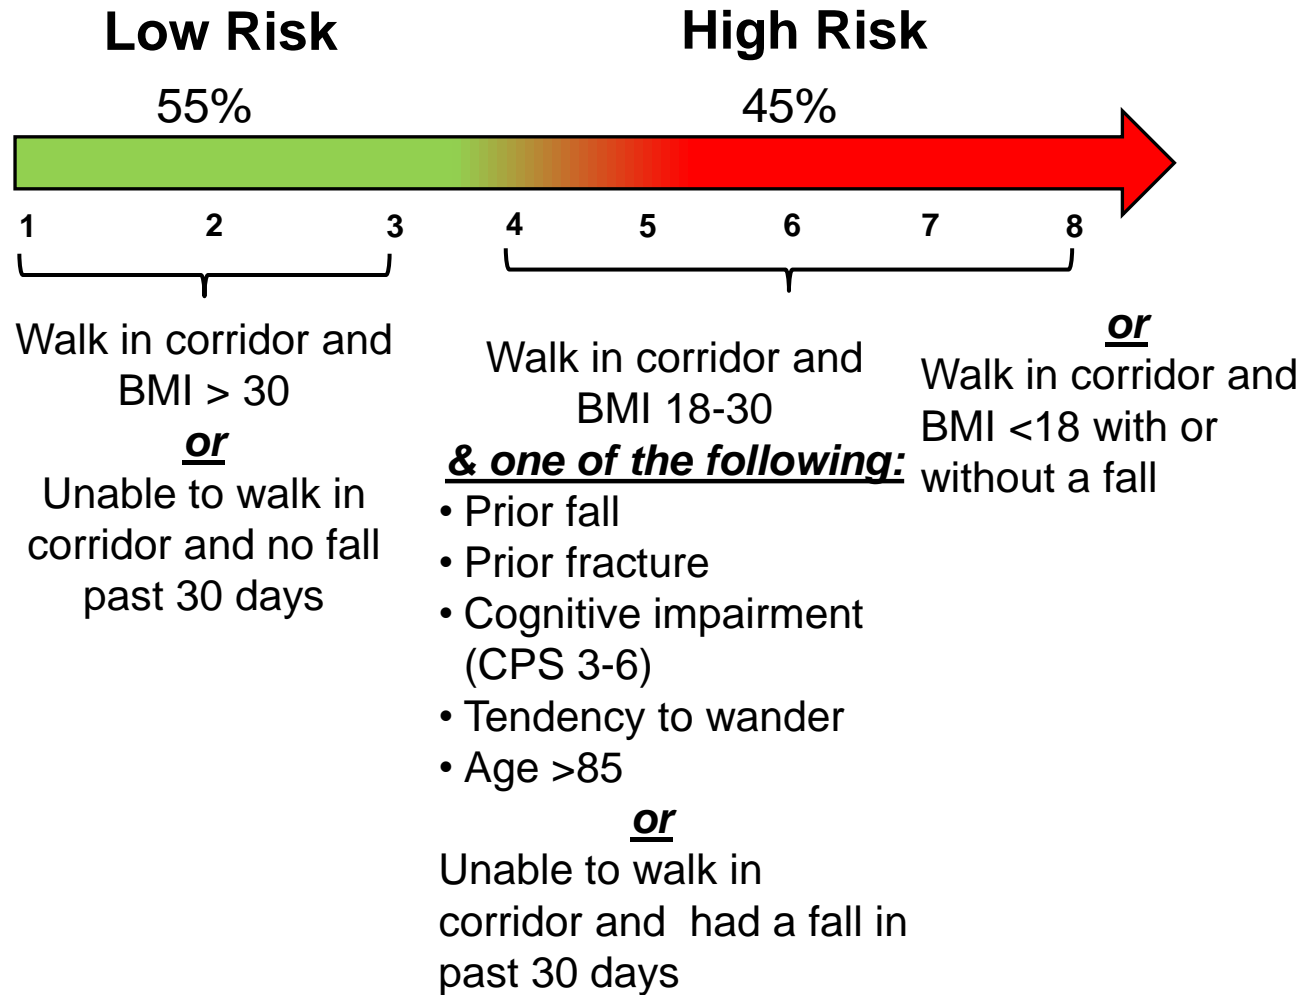 Low Risk
High Risk
55%
45%
1 2 3 4 5 6 7 8
Walk in corridor and
BMI > 30
or
Unable to walk in
corridor and no fall
past 30 days
Walk in corridor and
BMI 18-30
& one of the following:
• Prior fall
• Prior fracture
• Cognitive impairment
(CPS 3-6)
• Tendency to wander
• Age >85
or
Unable to walk in
corridor and  had a fall in
past 30 days
or
Walk in corridor and
BMI <18 with or
without a fall